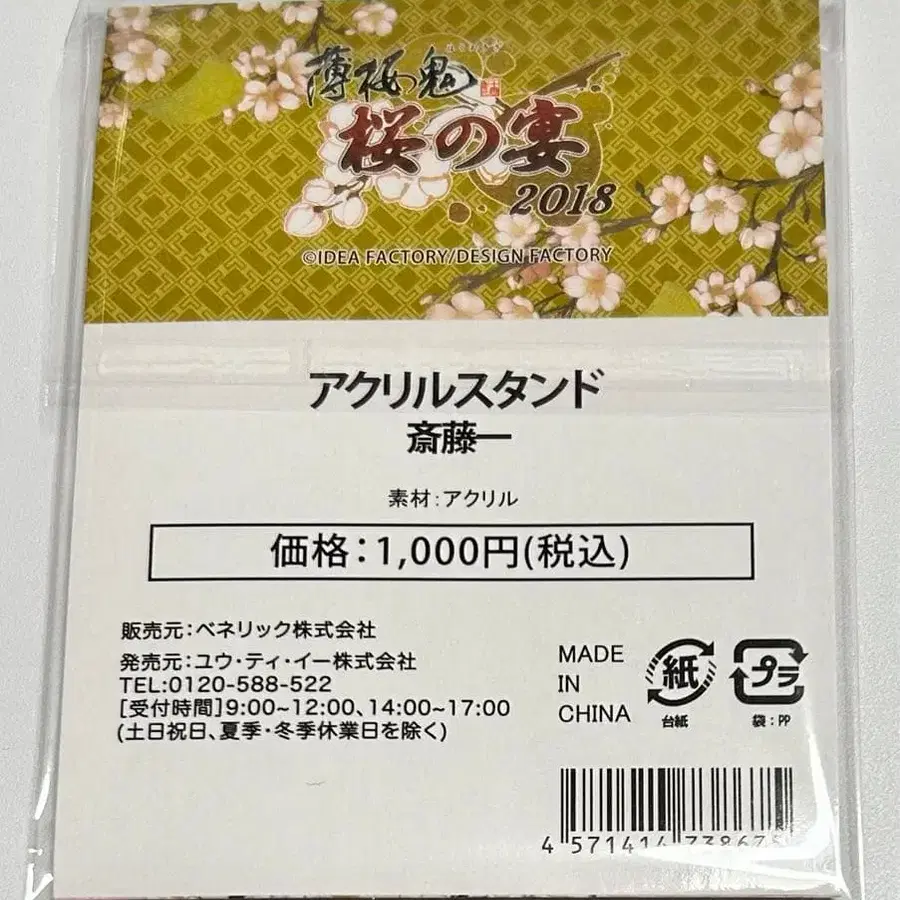 薄桜鬼
桜の宴
2018
©IDEA FACTORY/DESIGN FACTORY
アクリルスタンド
斎藤一
素材:アクリル
価格:1,000円(税込)
販売元:ベネリック株式会社
発売元:ユウ・ティ・イー株式会社
TEL:0120-588-522
[受付時間]9:00~12:00、14:00~17:00
(土日祝日、夏季・冬季休業日を除く)
MADE
IN
CHINA
紙
台紙
プラ
袋:PP
4 571414 738675